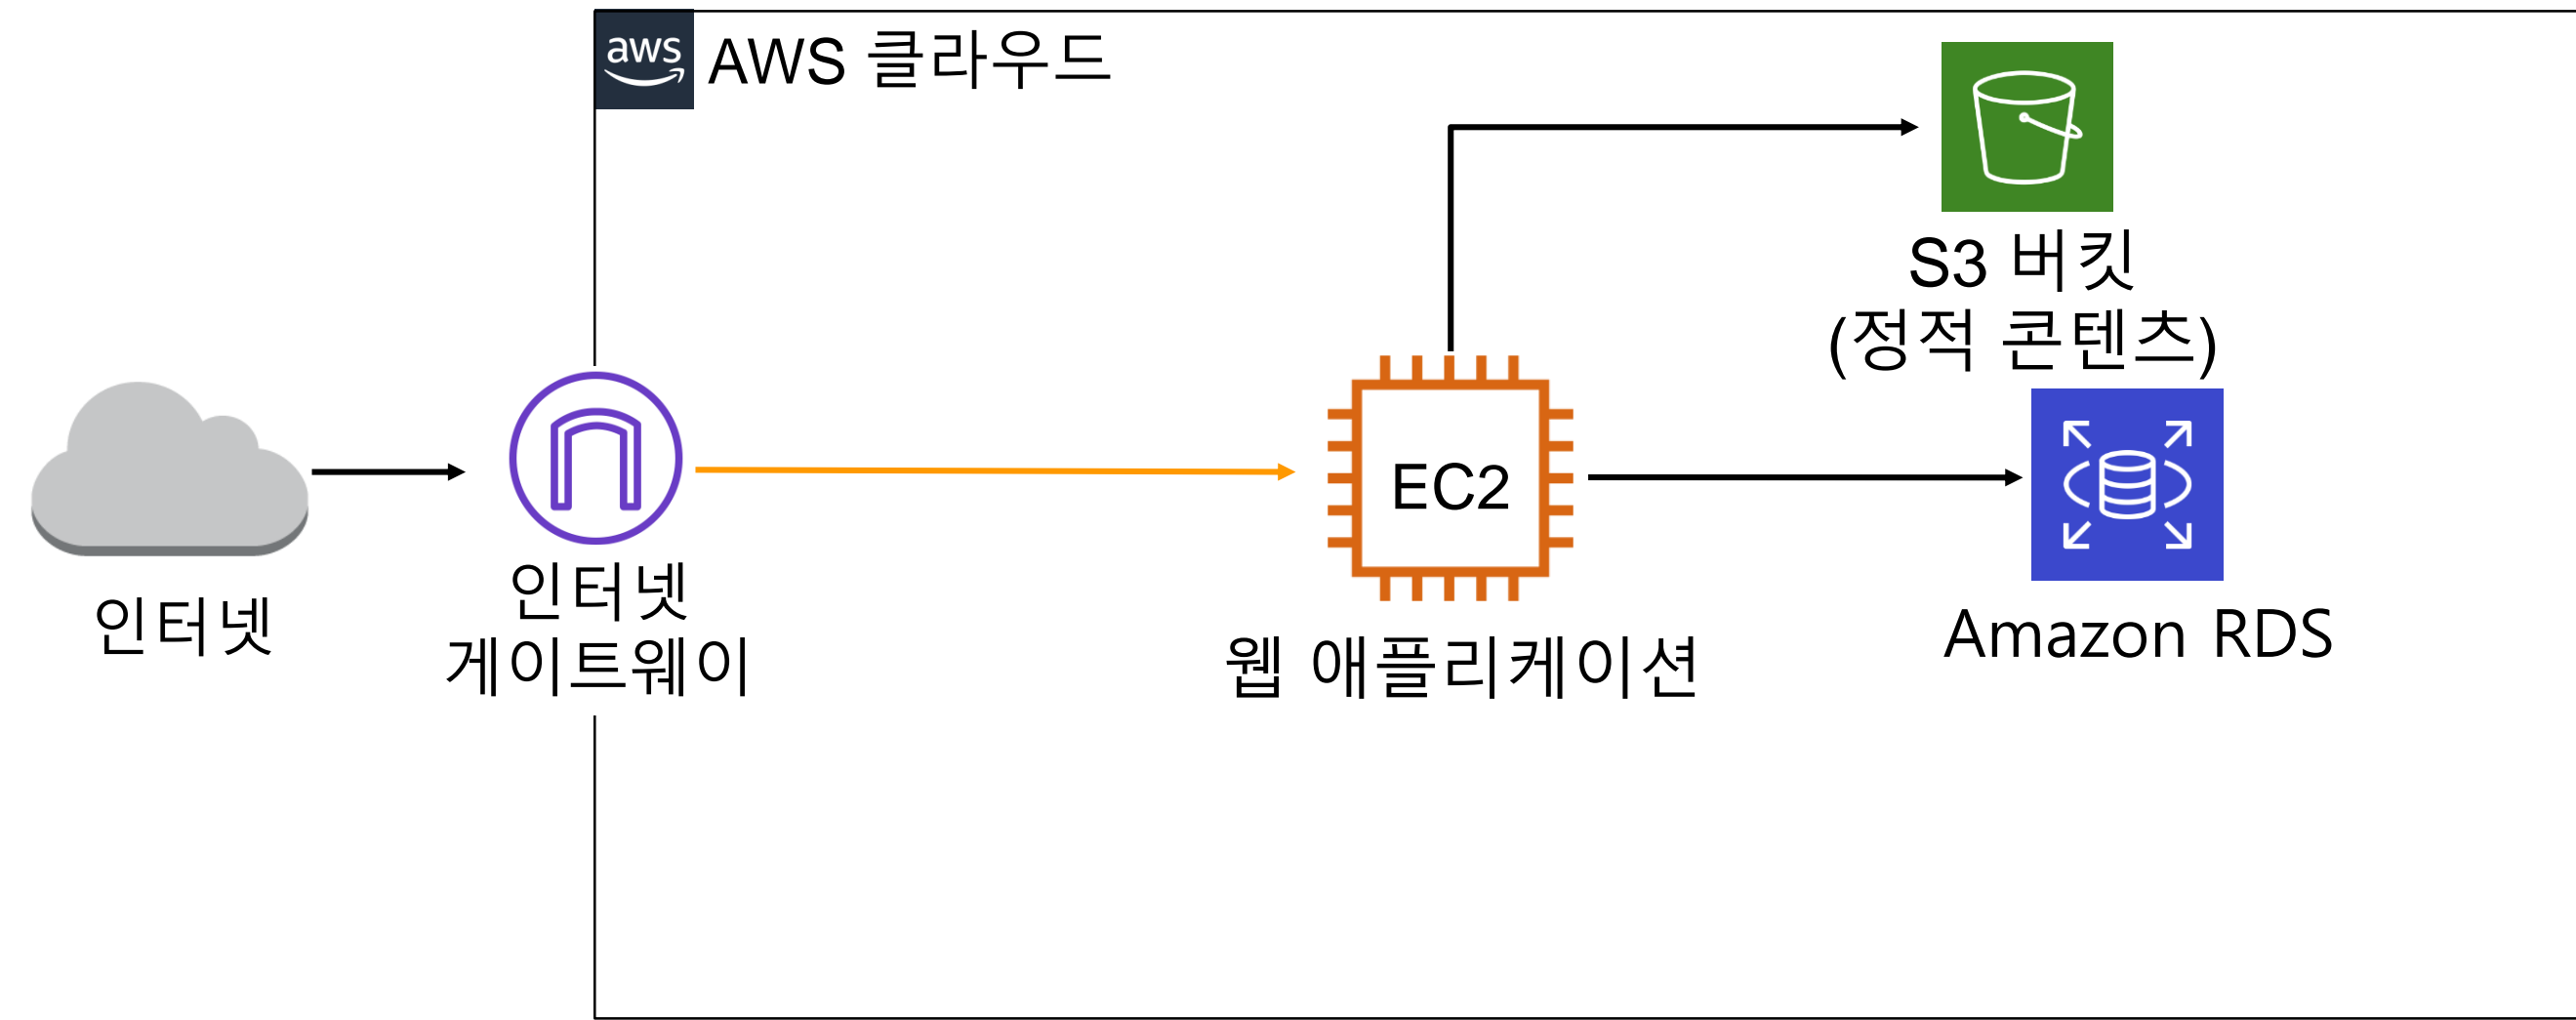 aws
AWS 클라우드
S3 버킷
(정적 콘텐츠)
EC2
인터넷
인터넷
게이트웨이
웹 애플리케이션
Amazon RDS